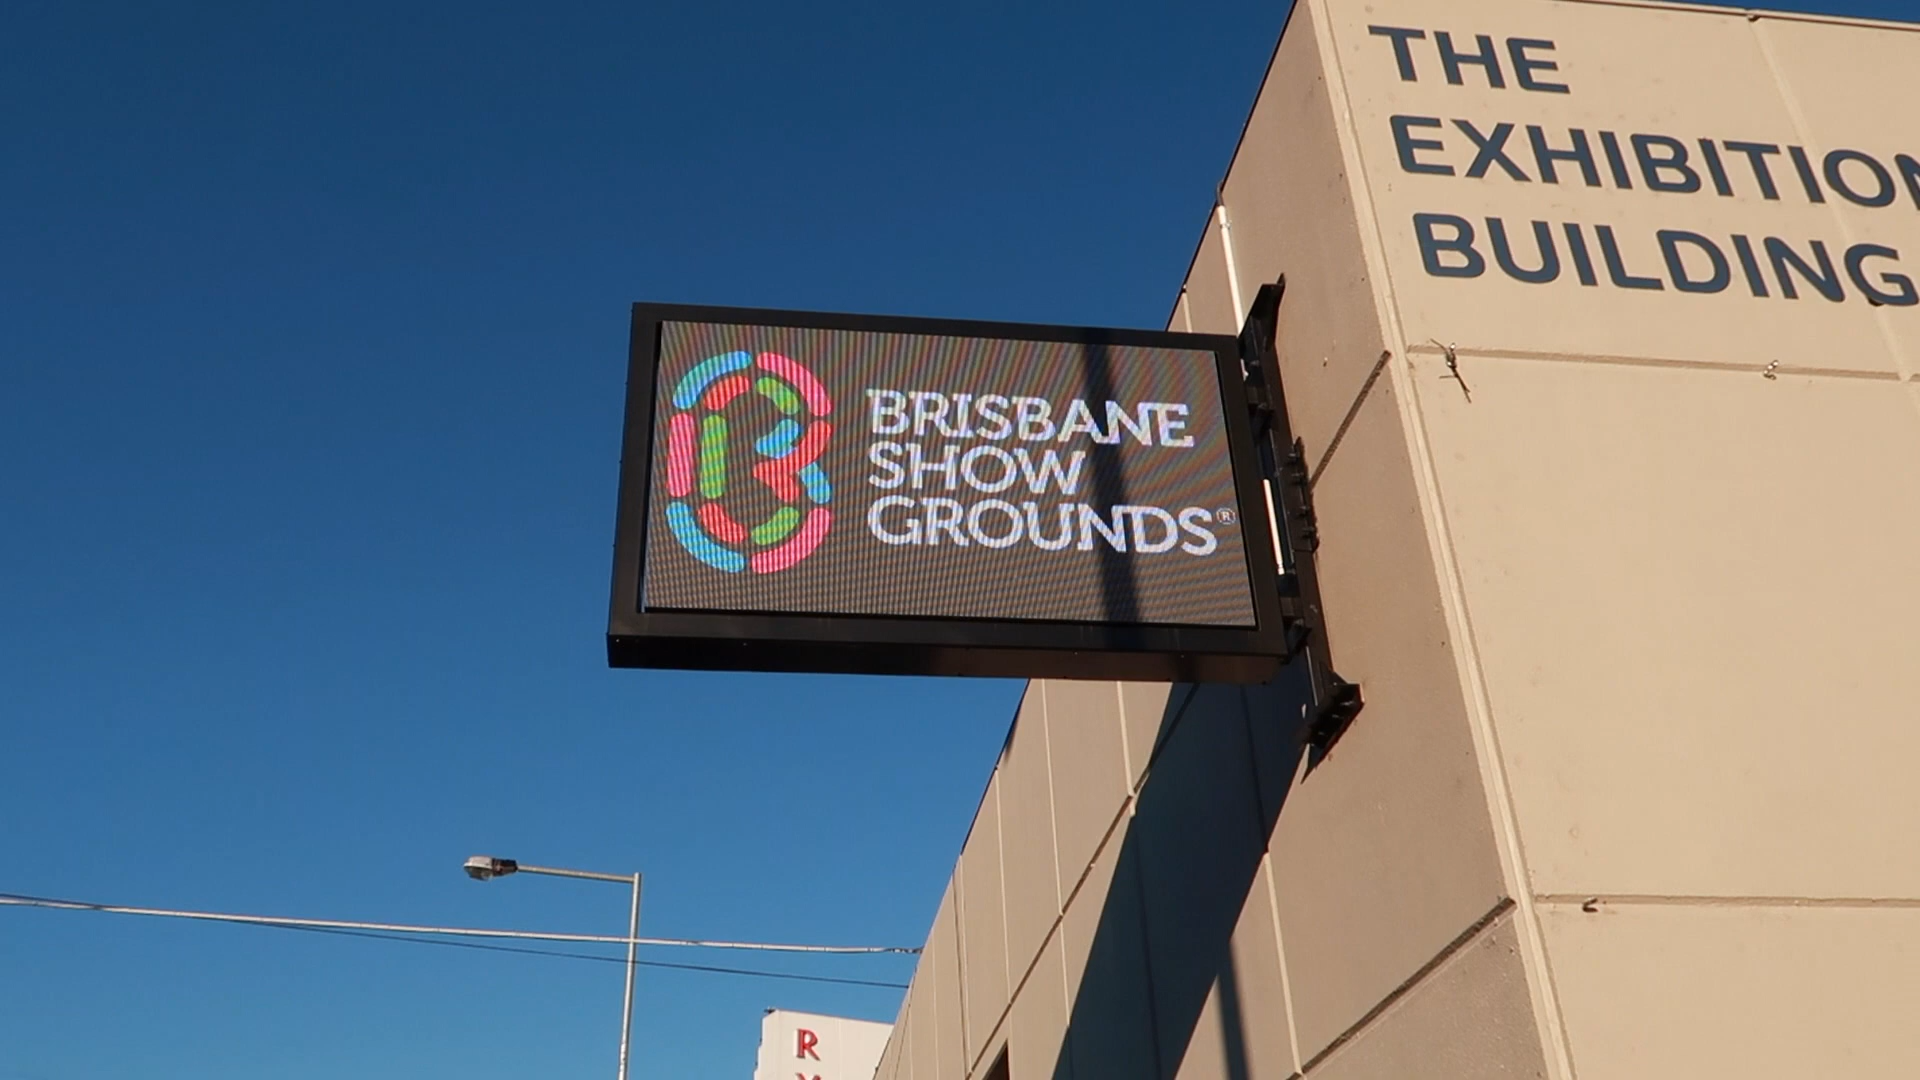 THE
EXHIBITION
BUILDING
BRISBANE
SHOW
GROUNDS®
R